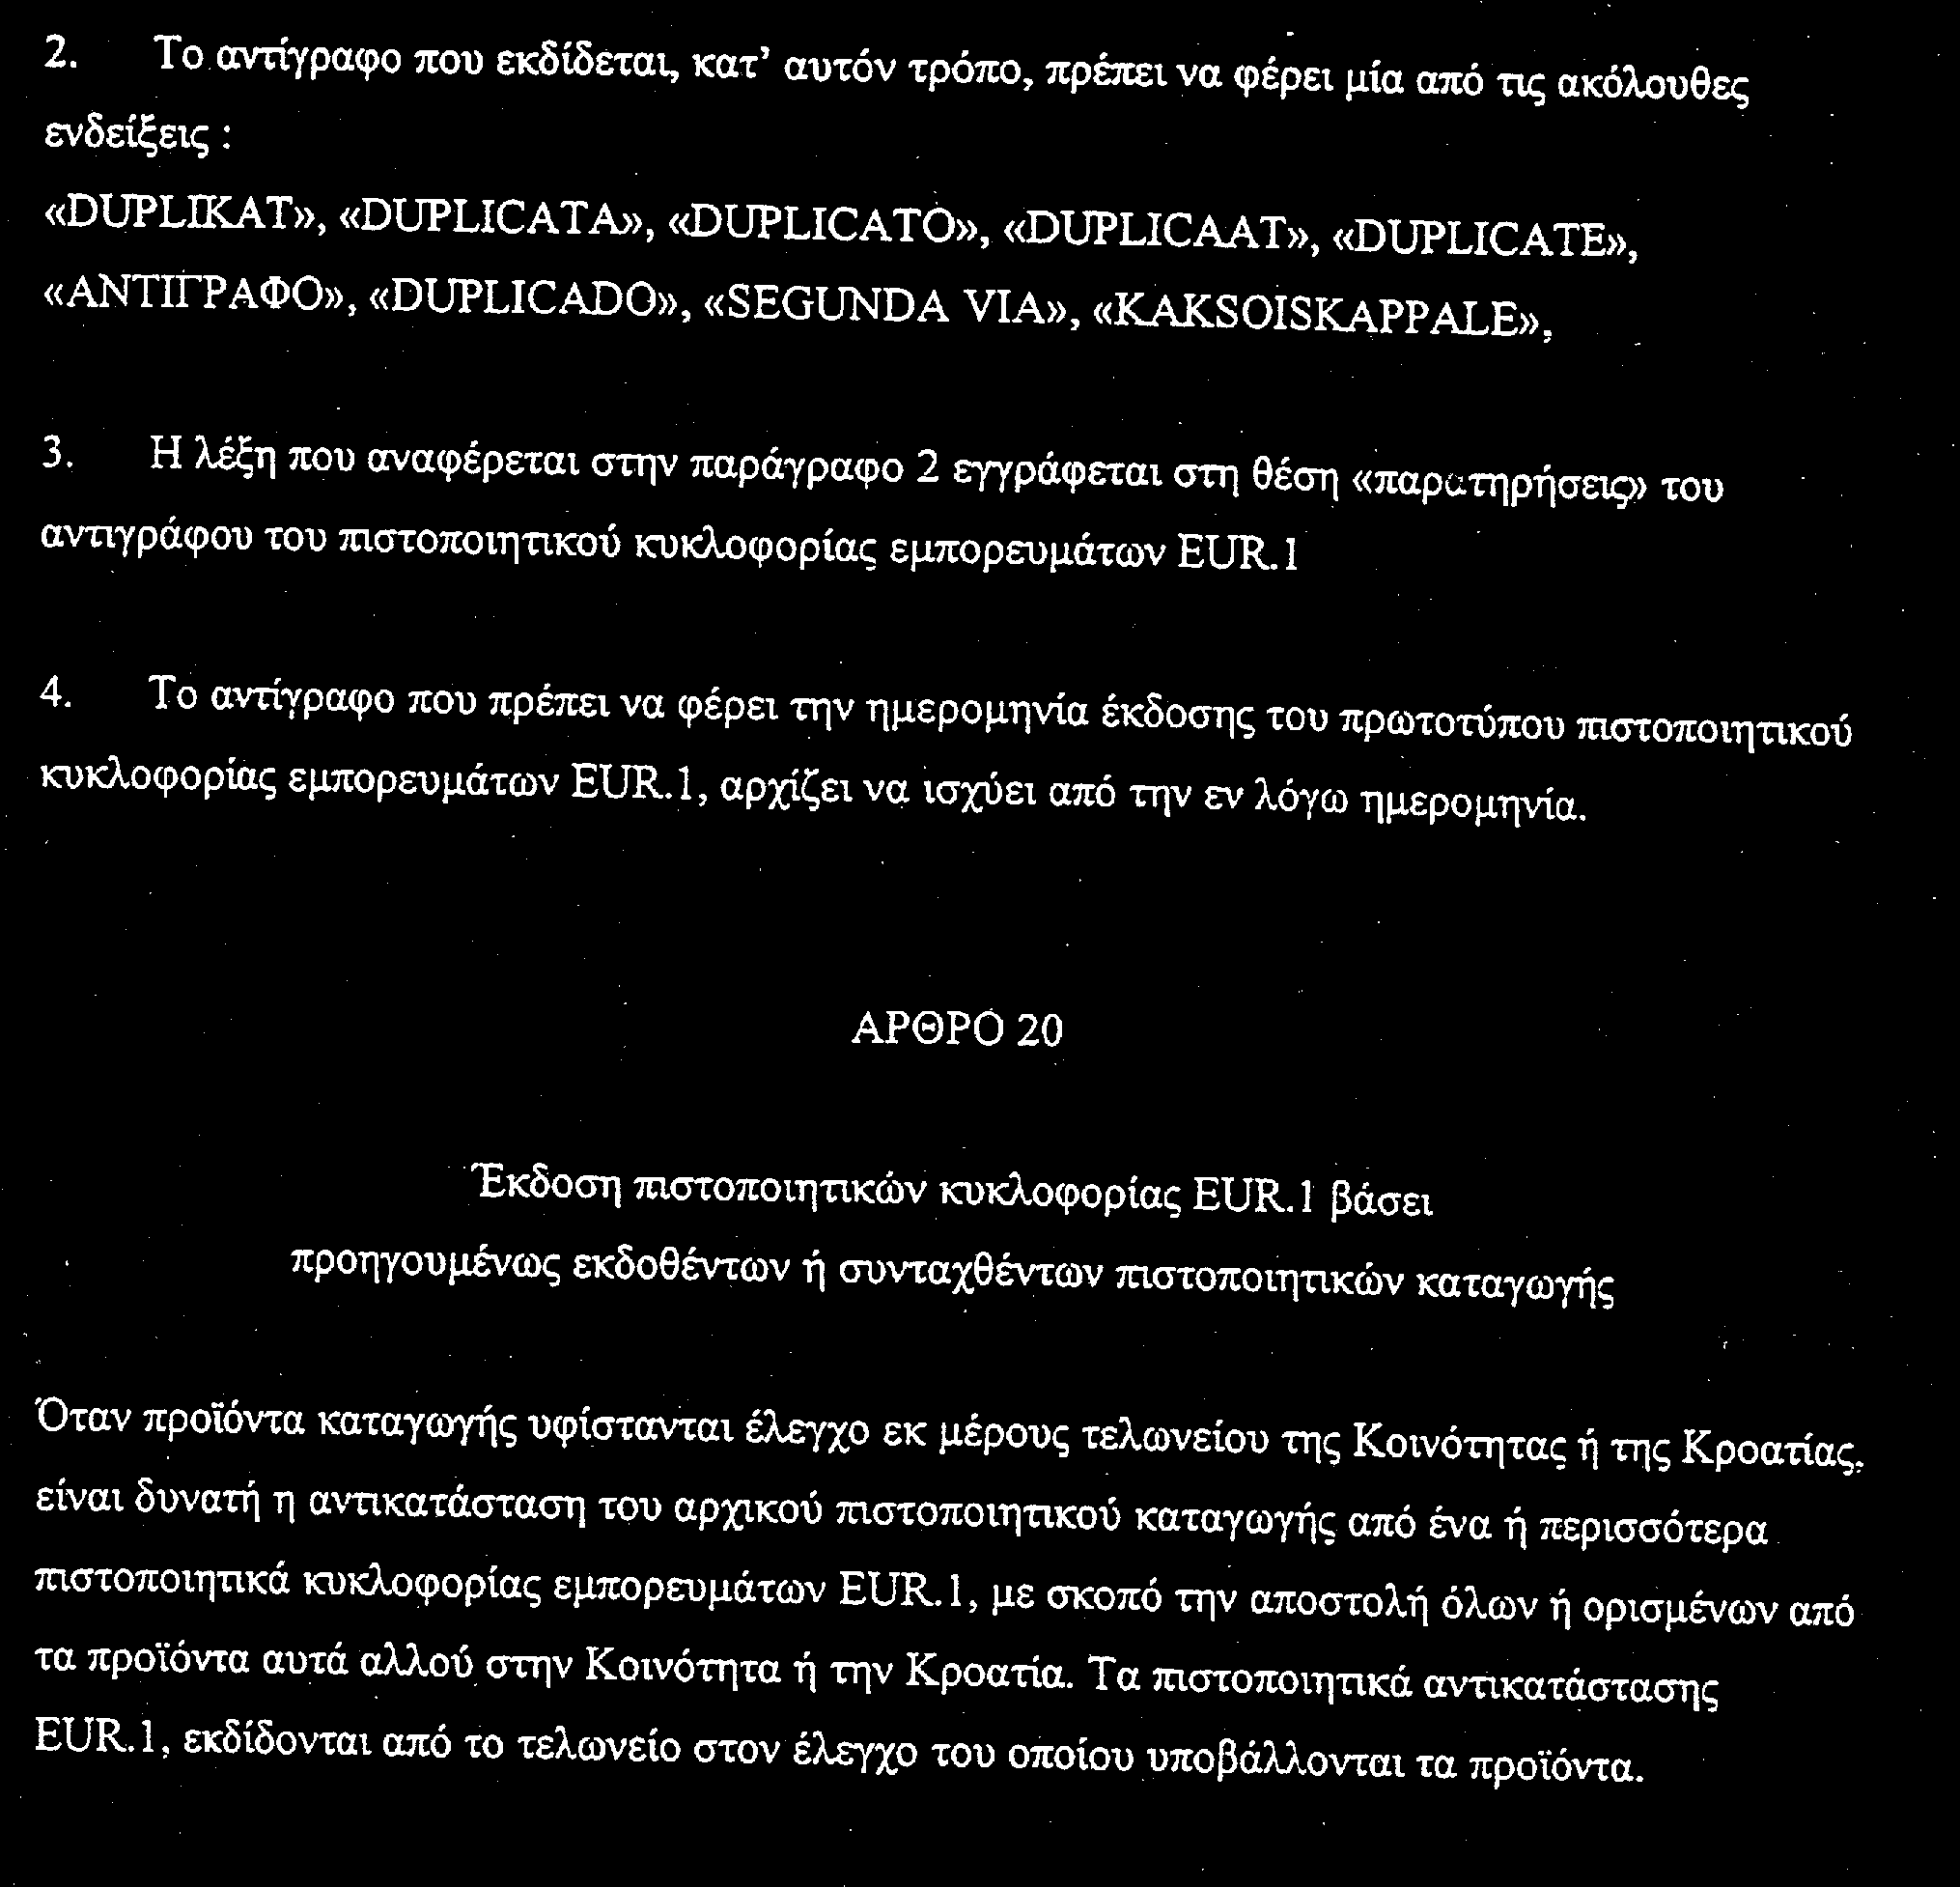 2. Το αντίγραφο που εκδίδεται, κατ’ αυτόν τρόπο, πρέπει να φέρει μία από τις ακόλουθες
ενδείξεις :
«DUPLIKAT», «DUPLICATA», «DUPLICATO», «DUPLICAAT», «DUPLICATE»,
«ΑΝΤΙΓΡΑΦΟ», «DUPLICADO», «SEGUNDA VIA», «KAKSOISKAPPALE»,
3. Η λέξη που αναφέρεται στην παράγραφο 2 εγγράφεται στη θέση «παρατηρήσεις» του
αντιγράφου του πιστοποιητικού κυκλοφορίας εμπορευμάτων EUR.1
4. Το αντίγραφο που πρέπει να φέρει την ημερομηνία έκδοσης του πρωτοτύπου πιστοποιητικού
κυκλοφορίας εμπορευμάτων EUR.1, αρχίζει να ισχύει από την εν λόγω ημερομηνία.
ΑΡΘΡΟ 20
Έκδοση πιστοποιητικών κυκλοφορίας EUR.1 βάσει
προηγουμένως εκδοθέντων ή συνταχθέντων πιστοποιητικών καταγωγής
Όταν προϊόντα καταγωγής υφίστανται έλεγχο εκ μέρους τελωνείου της Κοινότητας ή της Κροατίας,
είναι δυνατή η αντικατάσταση του αρχικού πιστοποιητικού καταγωγής από ένα ή περισσότερα
πιστοποιητικά κυκλοφορίας εμπορευμάτων EUR.1, με σκοπό την αποστολή όλων ή ορισμένων από
τα προϊόντα αυτά αλλού στην Κοινότητα ή την Κροατία. Τα πιστοποιητικά αντικατάστασης
EUR.1, εκδίδονται από το τελωνείο στον έλεγχο του οποίου υποβάλλονται τα προϊόντα.